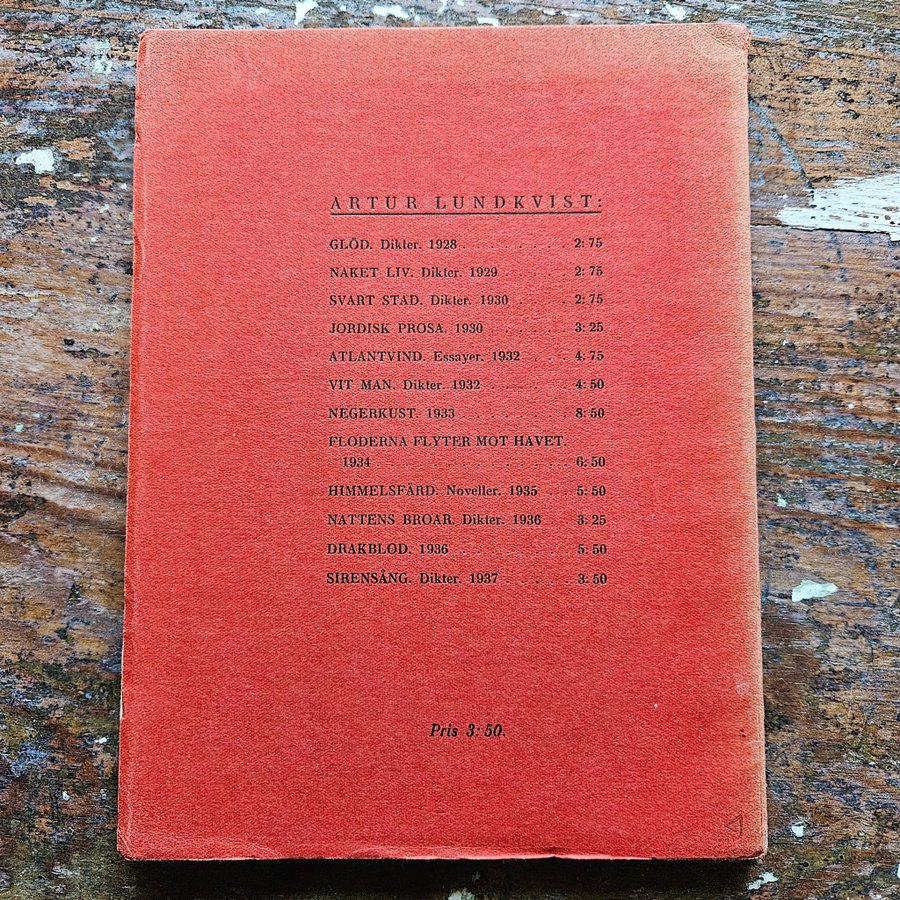 ARTUR LUNDKVIST:
GLÖD. Dikter. 1928 . . . . . . . . 2: 75
NAKET LIV. Dikter. 1929 . . . . . 2: 75
SVART STAD. Dikter. 1930 . . . . 2: 75
JORDISK PROSA. 1930 . . . . . . . 3: 25
ATLANTVIND. Essayer. 1932 . . . 4: 75
VIT MAN. Dikter. 1932 . . . . . . 4: 50
NEGERKUST. 1933 . . . . . . . . 8: 50
FLODERNA FLYTER MOT HAVET.
1934 . . . . . . . . . . . . . . 6: 50
HIMMELSFÄRD. Noveller. 1935 . . 5: 50
NATTENS BROAR. Dikter. 1936 . . 3: 25
DRAKBLOD. 1936 . . . . . . . . . 5: 50
SIRENSÅNG. Dikter. 1937 . . . . . 3: 50
Pris 3: 50.